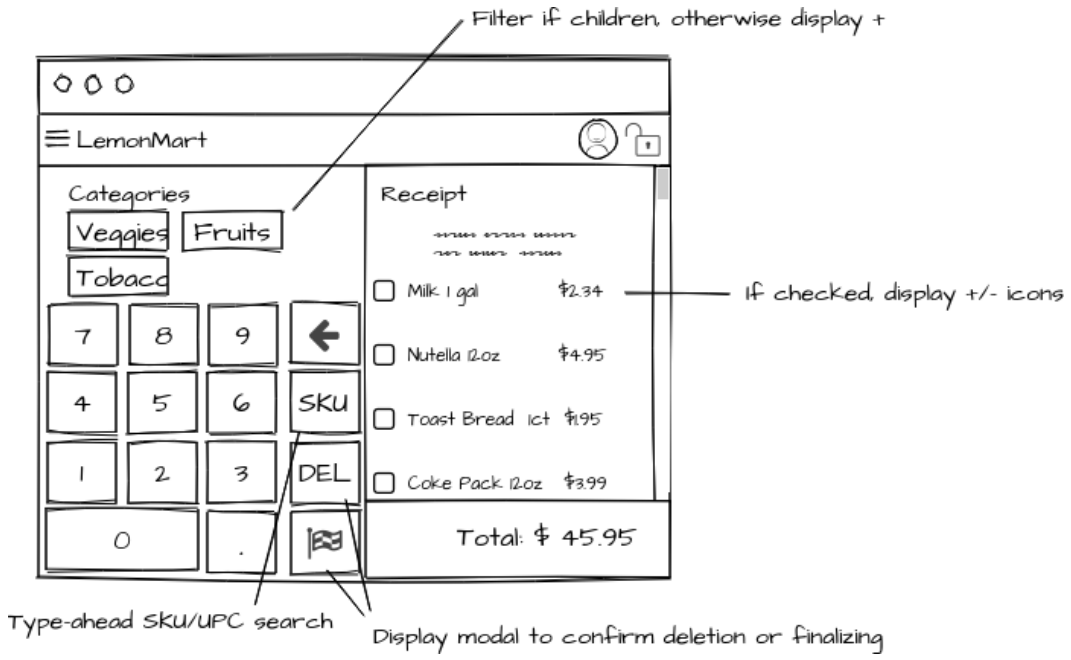 Filter if children, otherwise display +
LemonMart
Categories
Veggies
Fruits
Tobacc
7
8
9
4
5
6
SKU
1
2
3
DEL
0
.
Receipt
Milk 1 gal $2.34
Nutella 12oz $4.95
Toast Bread 1ct $1.95
Coke Pack 12oz $3.99
Total: $ 45.95
If checked, display +/- icons
Type-ahead SKU/UPC search
Display modal to confirm deletion or finalizing